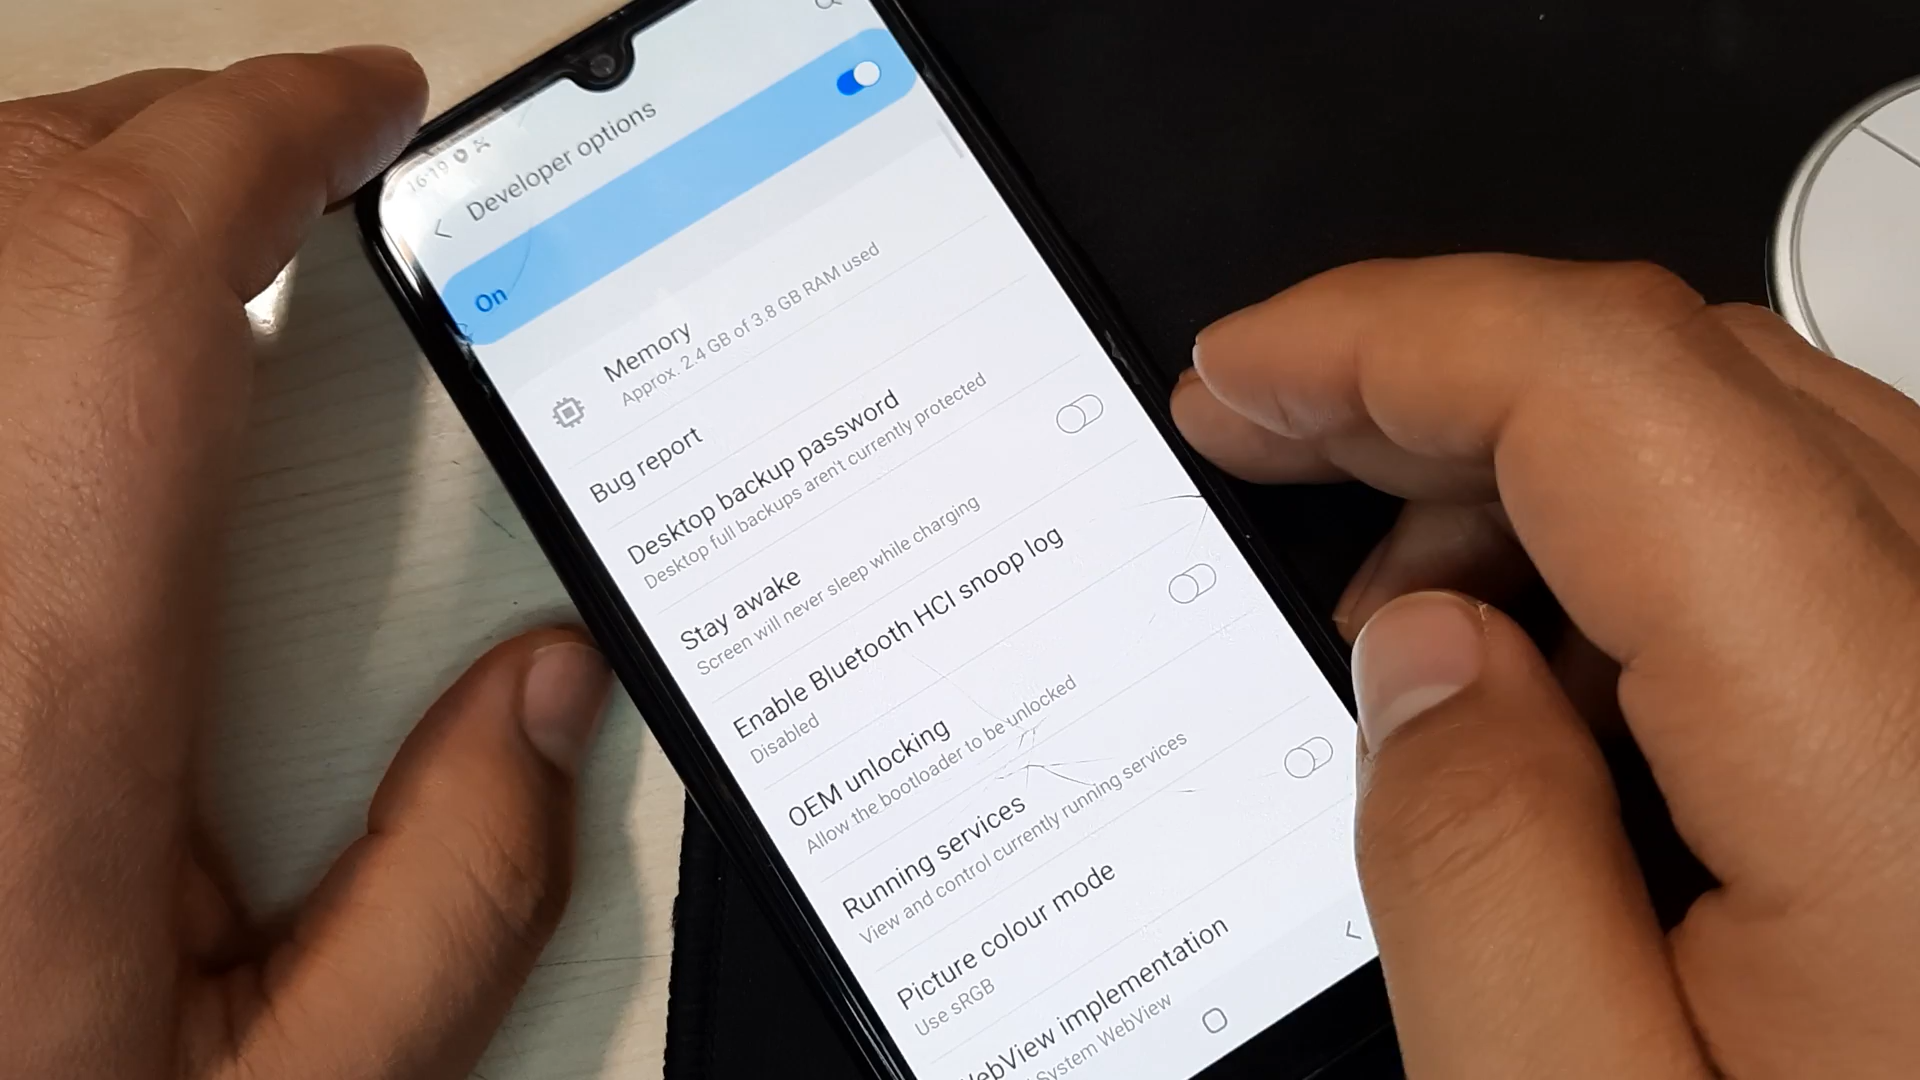 16:19
Developer options
On
Memory
Approx. 2.4 GB of 3.8 GB RAM used
Bug report
Desktop backup password
Desktop full backups aren't currently protected
Stay awake
Screen will never sleep while charging
Enable Bluetooth HCI snoop log
Disabled
OEM unlocking
Allow the bootloader to be unlocked
Running services
View and control currently running services
Picture colour mode
Use sRGB
WebView implementation
System WebView